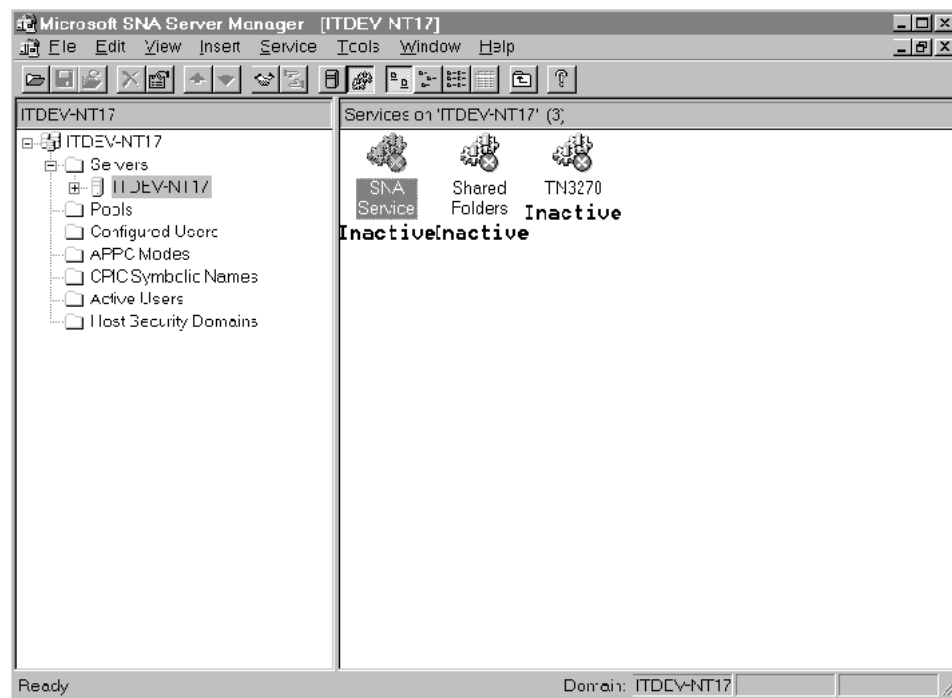 Microsoft SNA Server Manager [ITDEV-NT17]
File Edit View Insert Service Tools Window Help
ITDEV-NT17
Services on 'ITDEV-NT17' (3)
ITDEV-NT17
Servers
ITDEV-NT17
Pools
Configured Users
APPC Modes
CPIC Symbolic Names
Active Users
Host Security Domains
SNA Service
Inactive
Shared Folders
Inactive
TN3270
Inactive
Ready
Domain: ITDEV-NT17